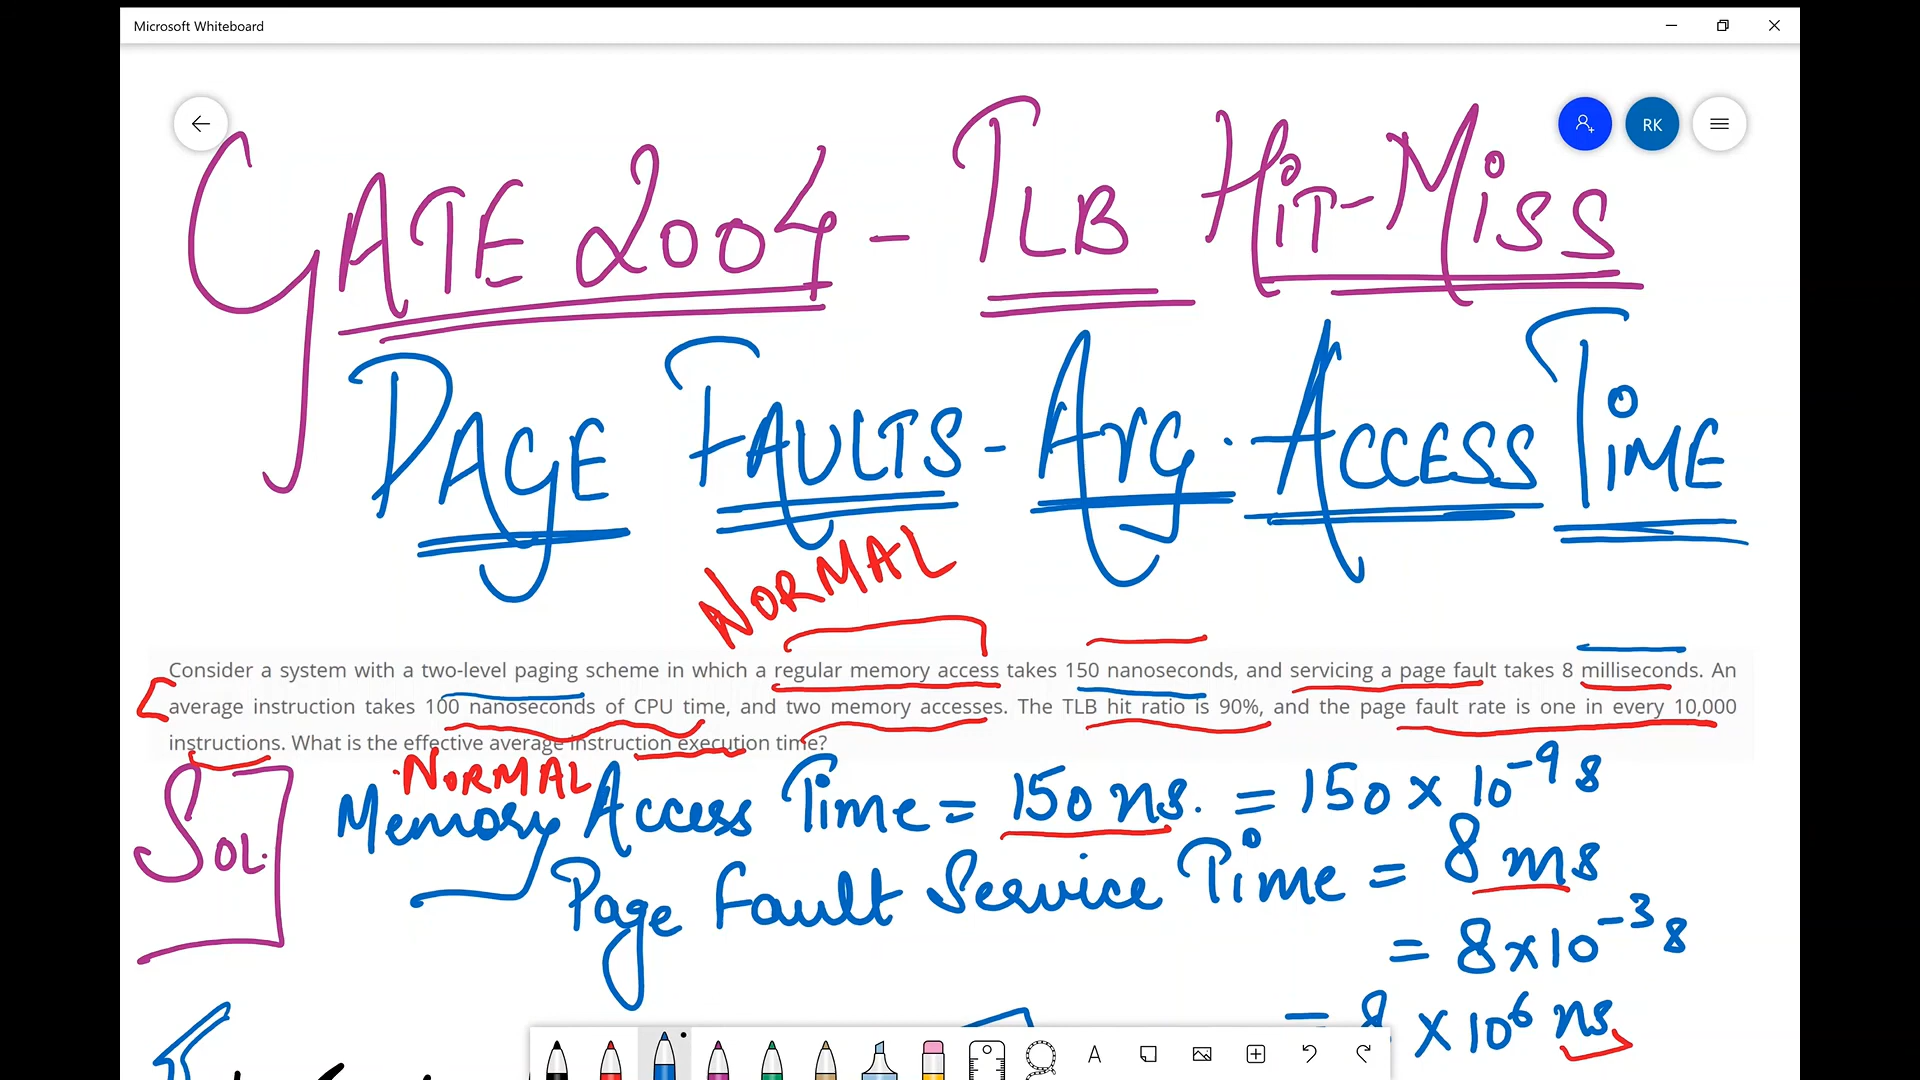 Microsoft Whiteboard
RK
GATE 2004 - TLB HIT-MISS
PAGE FAULTS - AVG. ACCESS TIME
NORMAL
Consider a system with a two-level paging scheme in which a regular memory access takes 150 nanoseconds, and servicing a page fault takes 8 milliseconds. An
average instruction takes 100 nanoseconds of CPU time, and two memory accesses. The TLB hit ratio is 90%, and the page fault rate is one in every 10,000
instructions. What is the effective average instruction execution time?
NORMAL
SOL.
Memory Access Time = 150 ns. = 150 × 10⁻⁹ s
Page Fault Service Time = 8 ms
= 8 × 10⁻³ s
= 8 × 10⁶ ns
A